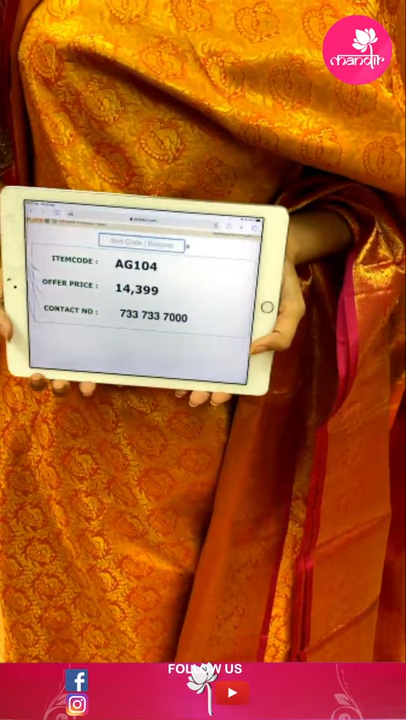 mandir
Item Code | Barcode
ITEMCODE : AG104
OFFER PRICE : 14,399
CONTACT NO : 733 733 7000
FOLLOW US